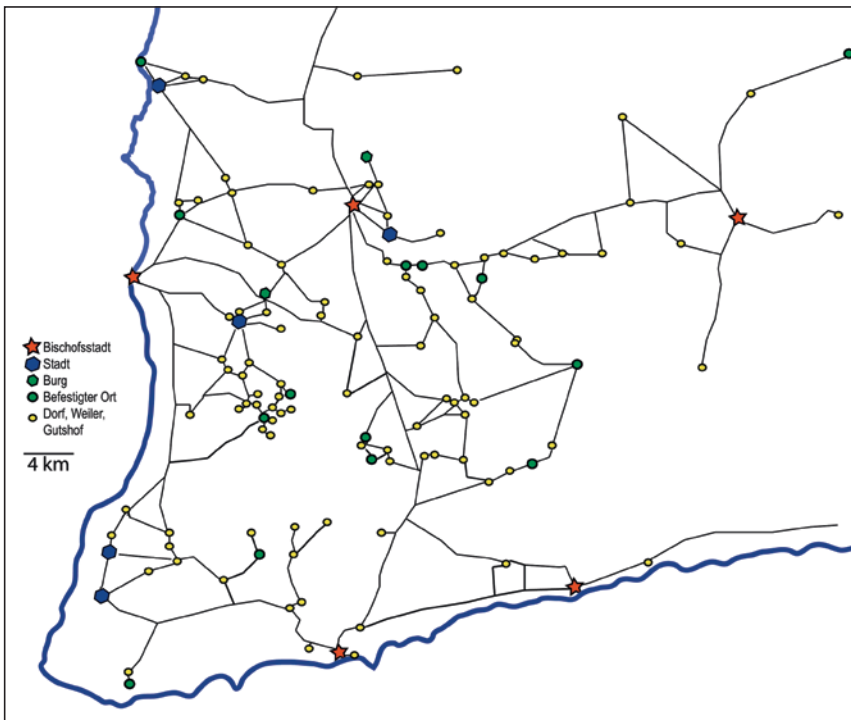 Bischofsstadt
Stadt
Burg
Befestigter Ort
Dorf, Weiler,
Gutshof
4 km